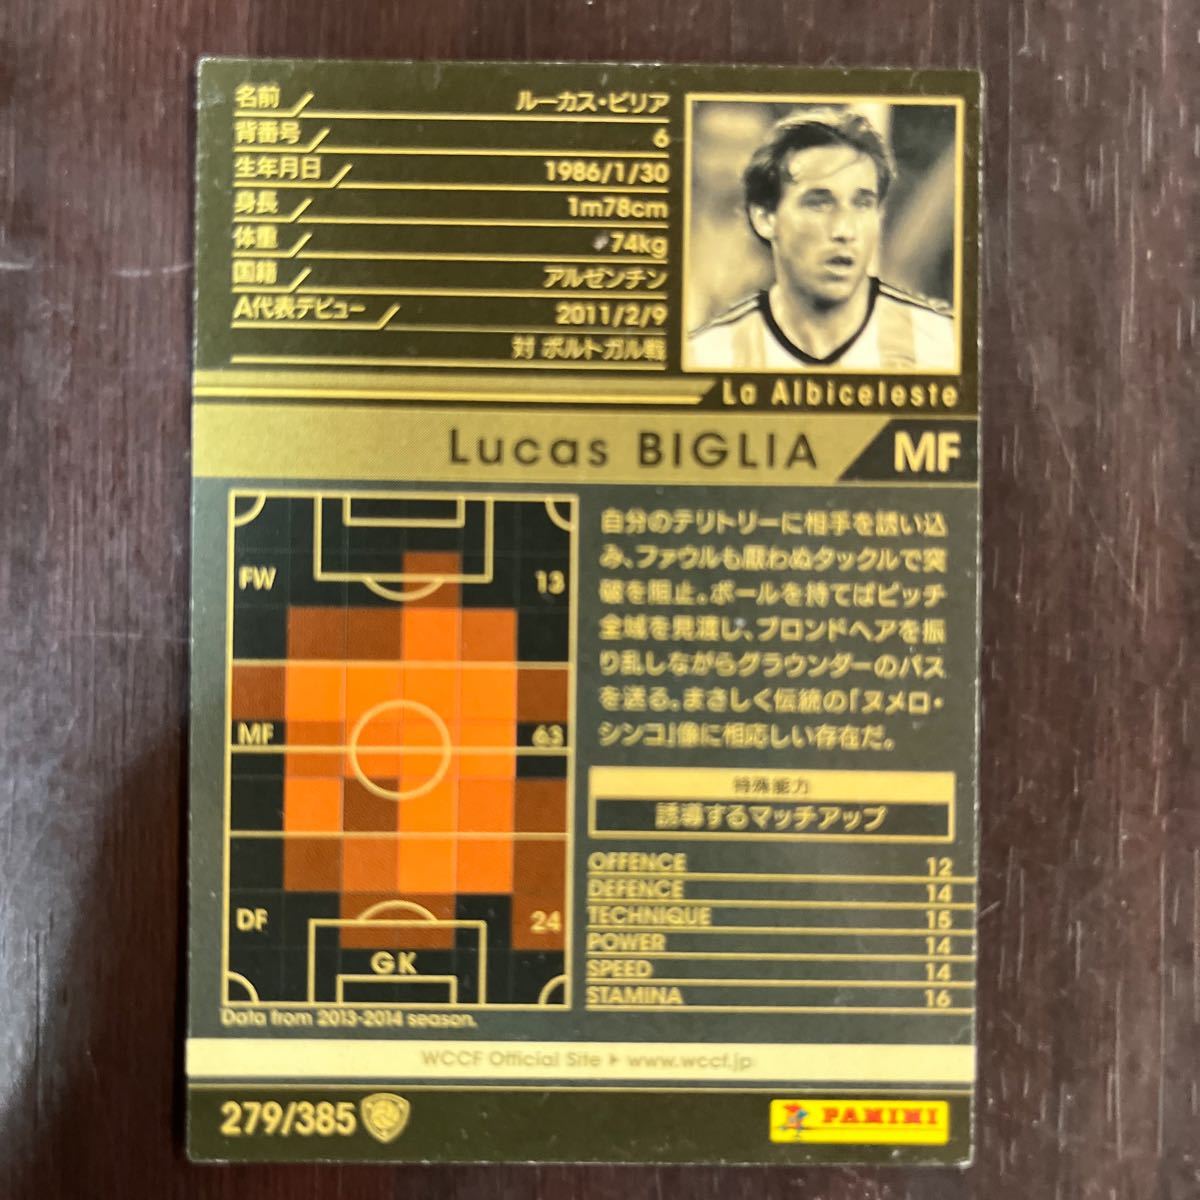 名前 ルーカス・ビリア
背番号 6
生年月日 1986/1/30
身長 1m78cm
体重 74kg
国籍 アルゼンチン
A代表デビュー 2011/2/9
対 ポルトガル戦
La Albiceleste
Lucas BIGLIA MF
FW 13
MF 63
DF 24
GK
Data from 2013-2014 season.
自分のテリトリーに相手を誘い込
み、ファウルも厭わぬタックルで突
破を阻止。ボールを持てばピッチ
全域を見渡し、ブロンドヘアを振
り乱しながらグラウンダーのパス
を送る。まさしく伝統の「ヌメロ・
シンコ」像に相応しい存在だ。
特殊能力
誘導するマッチアップ
OFFENCE 12
DEFENCE 14
TECHNIQUE 15
POWER 14
SPEED 14
STAMINA 16
WCCF Official Site ▶ www.wccf.jp
279/385
PANINI